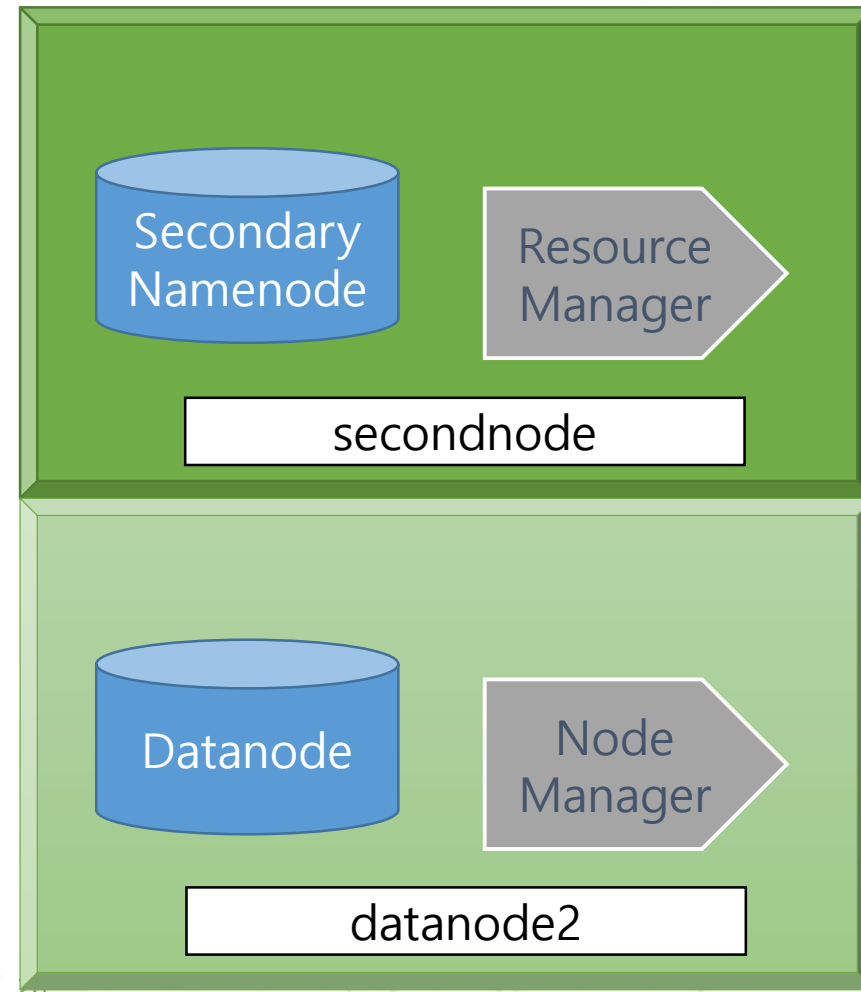 Secondary
Namenode
Resource
Manager
secondnode
Datanode
Node
Manager
datanode2